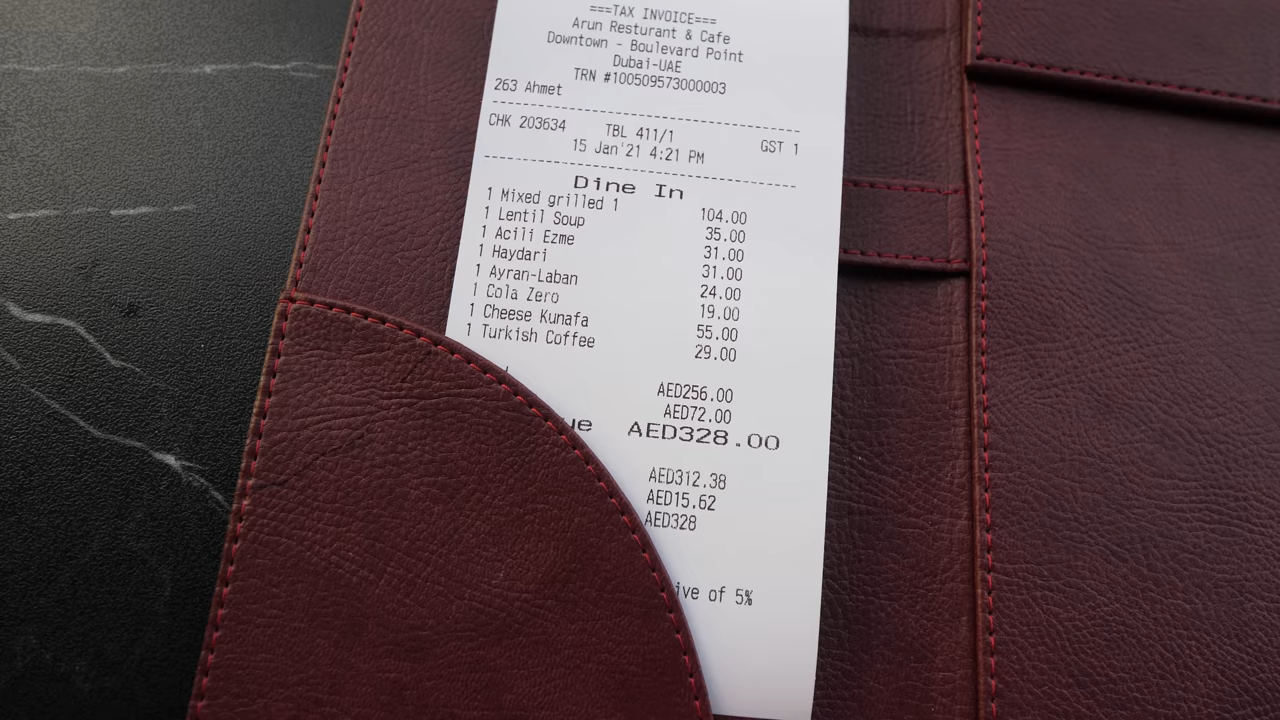 ===TAX INVOICE===
Arun Resturant & Cafe
Downtown - Boulevard Point
Dubai-UAE
TRN #100509573000003
263 Ahmet
CHK 203634 TBL 411/1 GST 1
15 Jan'21 4:21 PM
Dine In
1 Mixed grilled 1 104.00
1 Lentil Soup 35.00
1 Acili Ezme 31.00
1 Haydari 31.00
1 Ayran-Laban 24.00
1 Cola Zero 19.00
1 Cheese Kunafa 55.00
1 Turkish Coffee 29.00
AED256.00
AED72.00
ue AED328.00
AED312.38
AED15.62
AED328
ive of 5%